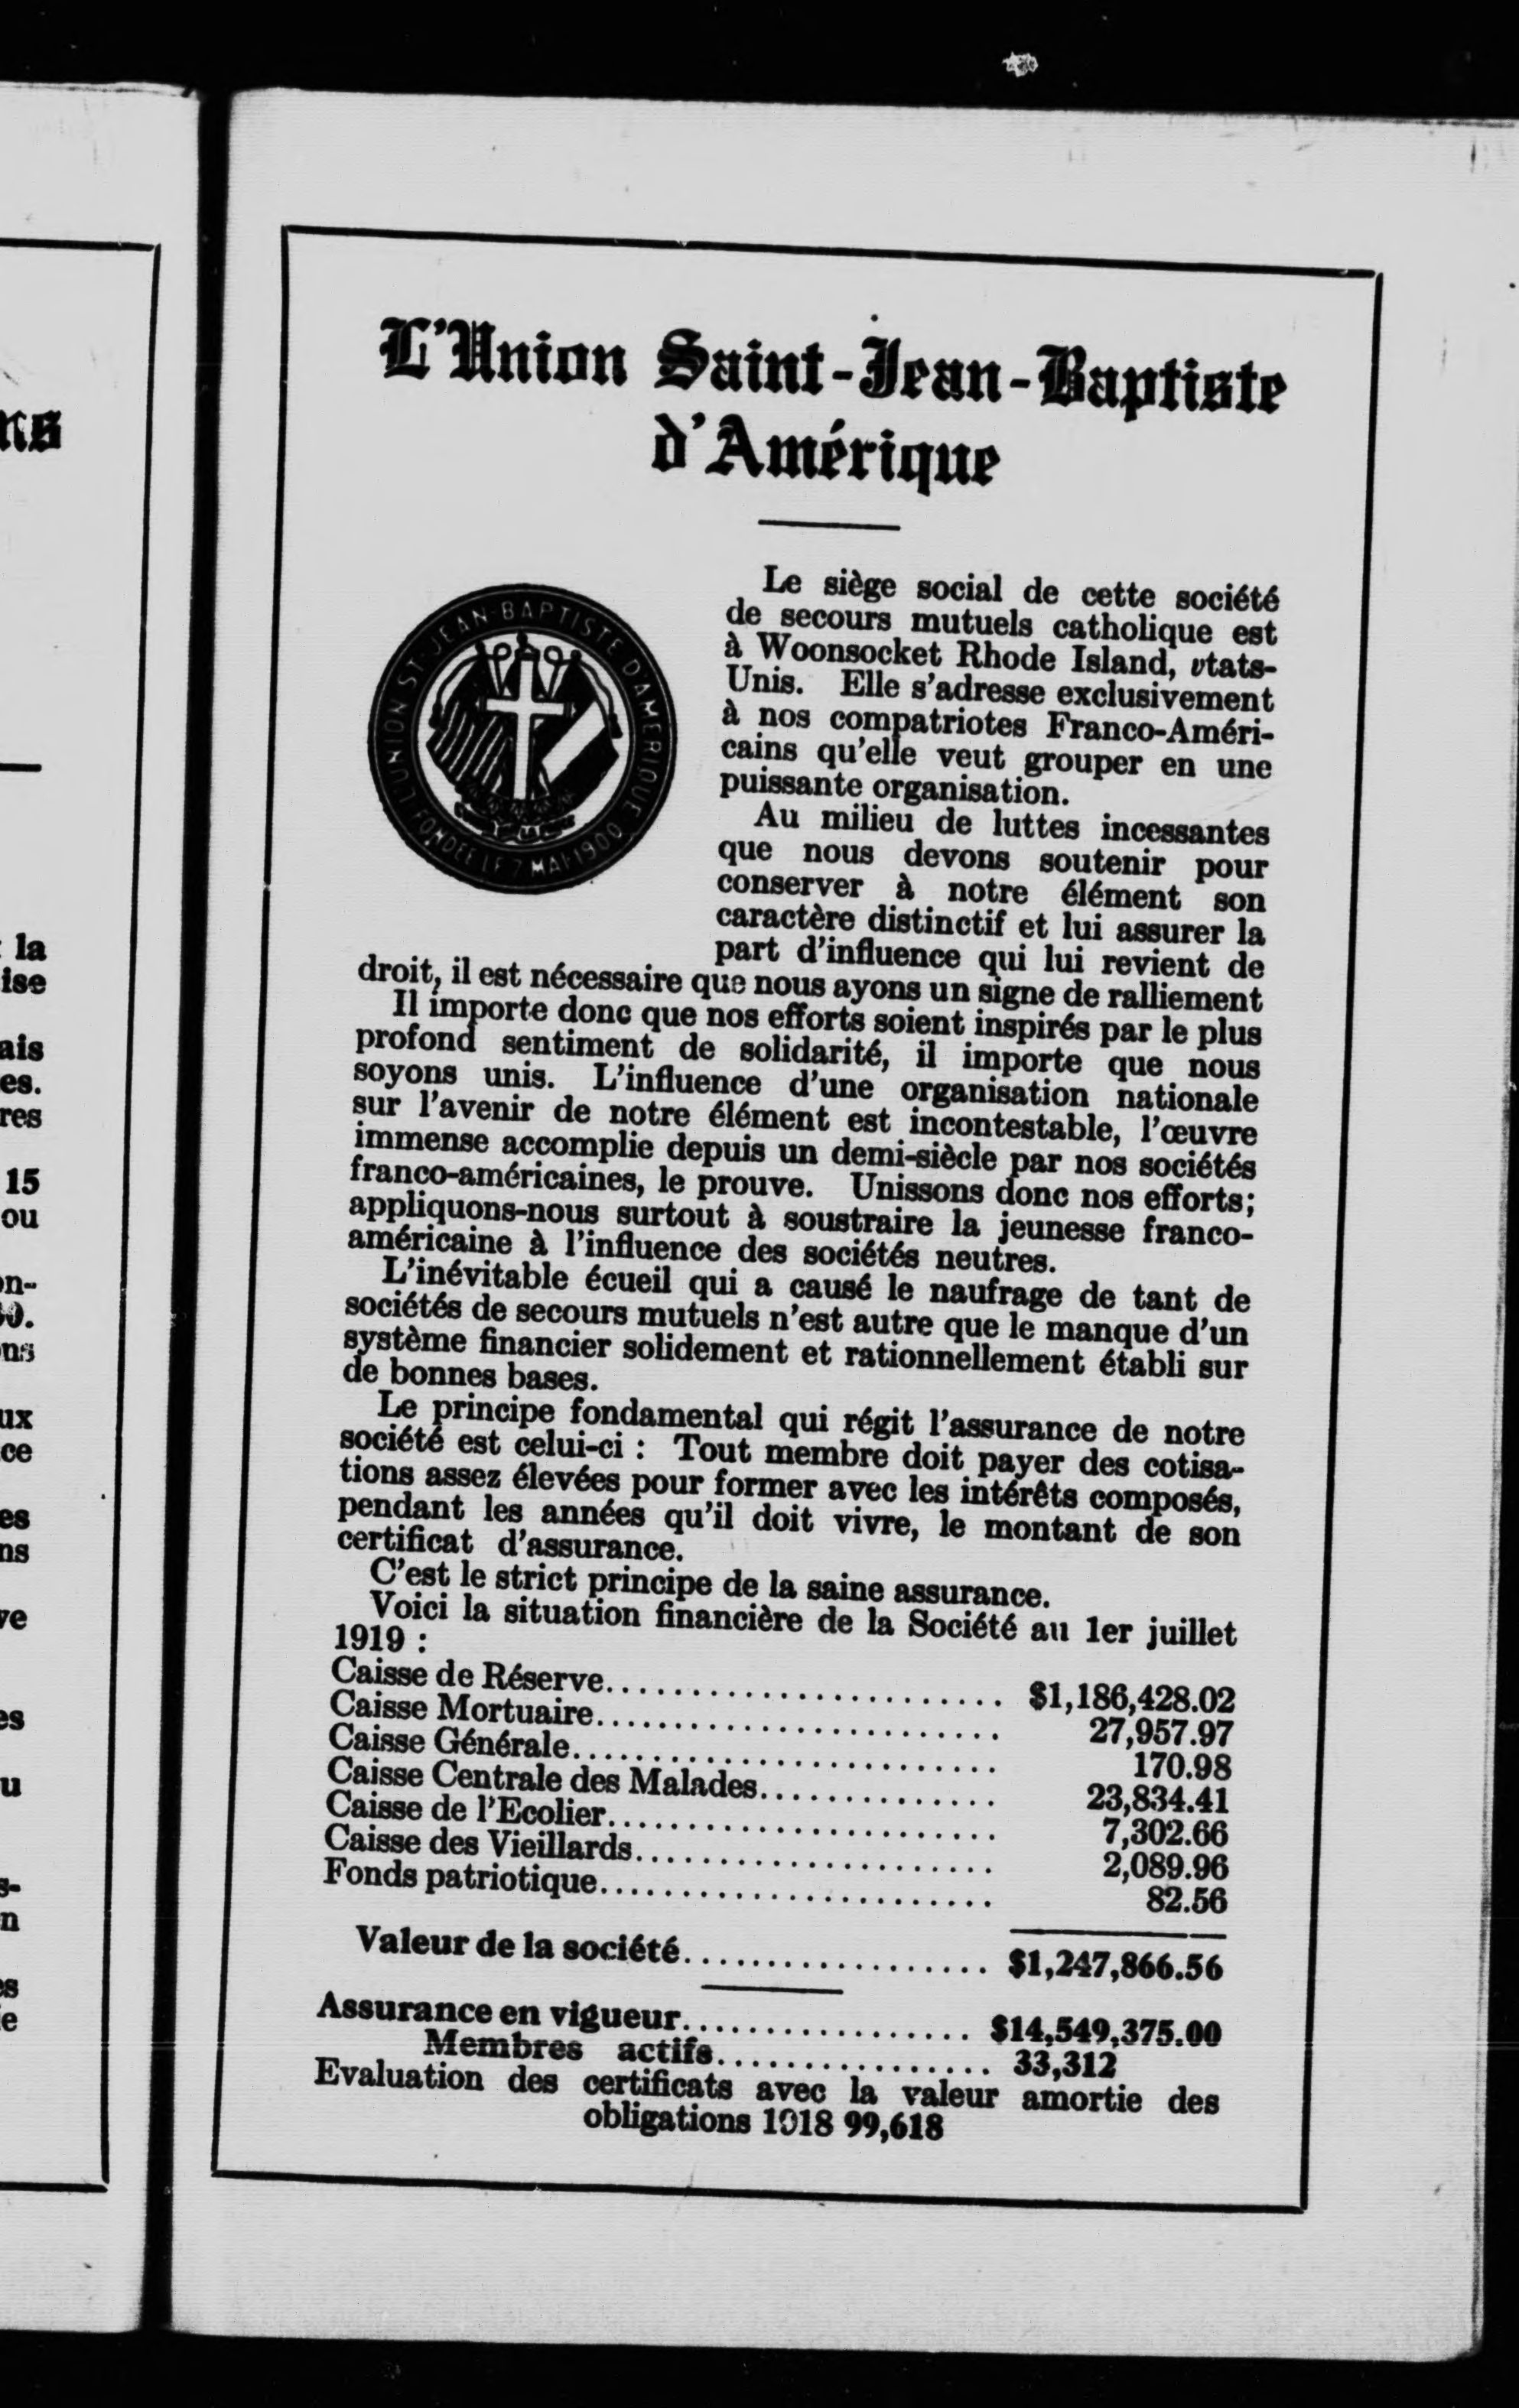 L'Union Saint-Jean-Baptiste
d'Amérique
L'UNION ST-JEAN-BAPTISTE D'AMERIQUE
FONDEE LE 7 MAI 1900
Le siège social de cette société
de secours mutuels catholique est
à Woonsocket Rhode Island, vtats-
Unis. Elle s'adresse exclusivement
à nos compatriotes Franco-Améri-
cains qu'elle veut grouper en une
puissante organisation.
Au milieu de luttes incessantes
que nous devons soutenir pour
conserver à notre élément son
caractère distinctif et lui assurer la
part d'influence qui lui revient de
droit, il est nécessaire que nous ayons un signe de ralliement
Il importe donc que nos efforts soient inspirés par le plus
profond sentiment de solidarité, il importe que nous
soyons unis. L'influence d'une organisation nationale
sur l'avenir de notre élément est incontestable, l'œuvre
immense accomplie depuis un demi-siècle par nos sociétés
franco-américaines, le prouve. Unissons donc nos efforts;
appliquons-nous surtout à soustraire la jeunesse franco-
américaine à l'influence des sociétés neutres.
L'inévitable écueil qui a causé le naufrage de tant de
sociétés de secours mutuels n'est autre que le manque d'un
système financier solidement et rationnellement établi sur
de bonnes bases.
Le principe fondamental qui régit l'assurance de notre
société est celui-ci : Tout membre doit payer des cotisa-
tions assez élevées pour former avec les intérêts composés,
pendant les années qu'il doit vivre, le montant de son
certificat d'assurance.
C'est le strict principe de la saine assurance.
Voici la situation financière de la Société au 1er juillet
1919 :
Caisse de Réserve........................ $1,186,428.02
Caisse Mortuaire......................... 27,957.97
Caisse Générale.......................... 170.98
Caisse Centrale des Malades............... 23,834.41
Caisse de l'Ecolier........................ 7,302.66
Caisse des Vieillards...................... 2,089.96
Fonds patriotique........................ 82.56
Valeur de la société................... $1,247,866.56
Assurance en vigueur.................. $14,549,375.00
Membres actifs................. 33,312
Evaluation des certificats avec la valeur amortie des
obligations 1918 99,618